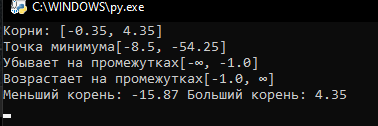 C:\WINDOWS\py.exe
Корни: [-0.35, 4.35]
Точка минимума[-8.5, -54.25]
Убывает на промежутках[-∞, -1.0]
Возрастает на промежутках[-1.0, ∞]
Меньший корень: -15.87 Больший корень: 4.35